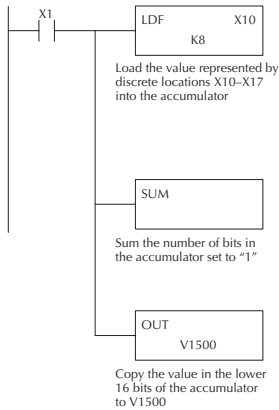 X1
LDF X10
K8
Load the value represented by
discrete locations X10–X17
into the accumulator
SUM
Sum the number of bits in
the accumulator set to “1”
OUT
V1500
Copy the value in the lower
16 bits of the accumulator
to V1500